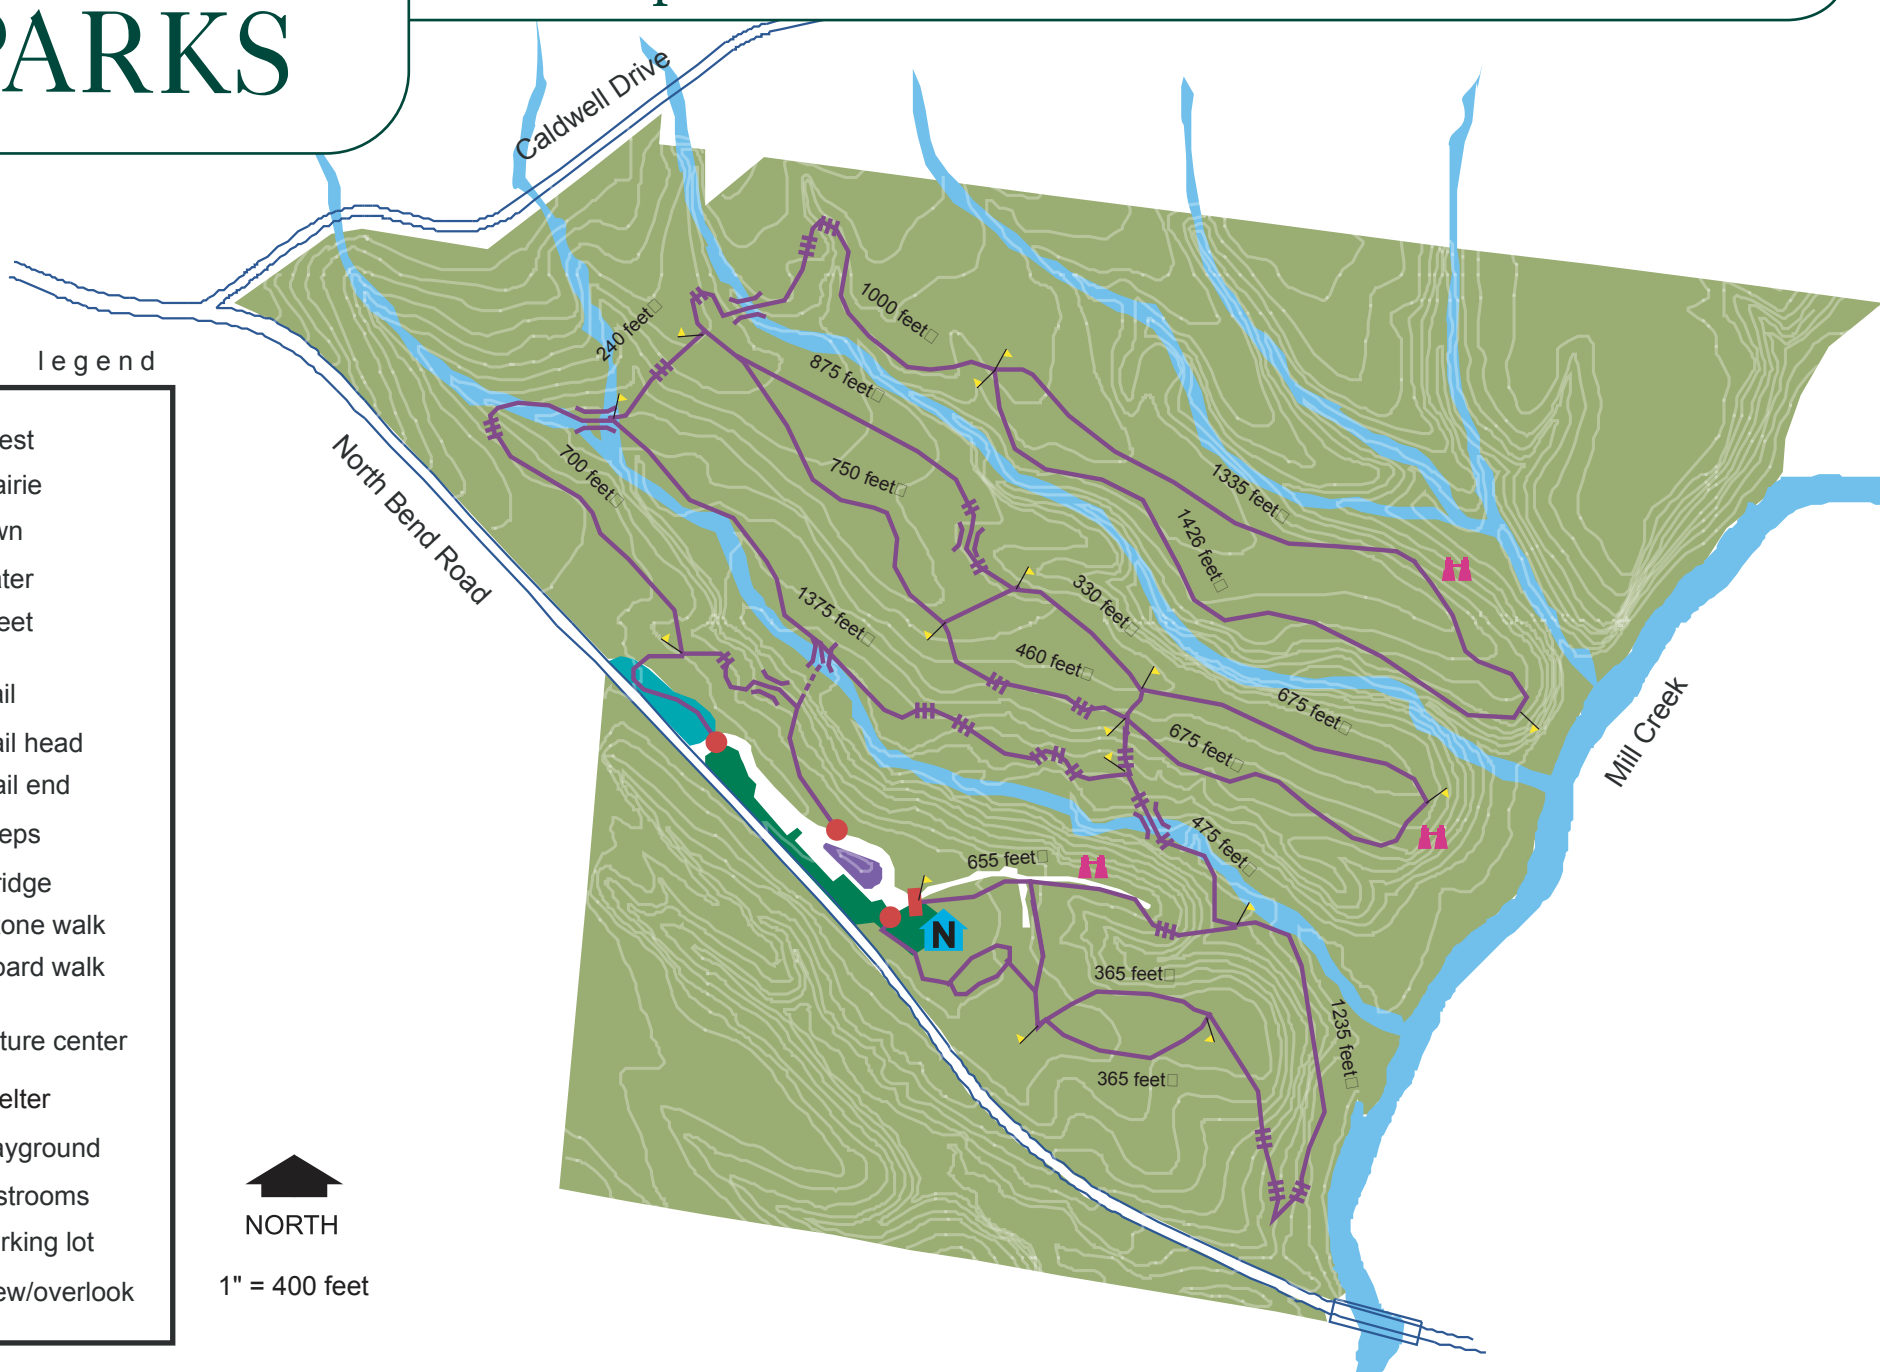 PARKS
Caldwell Drive
1000 feet
240 feet
875 feet
legend
750 feet
700 feet
1335 feet
1426 feet
North Bend Road
est
airie
wn
ater
eet
ail
ail head
ail end
eps
ridge
one walk
oard walk
ture center
elter
ayground
strooms
rking lot
ew/overlook
330 feet
1375 feet
460 feet
675 feet
675 feet
Mill Creek
475 feet
655 feet
N
365 feet
1235 feet
365 feet
NORTH
1" = 400 feet